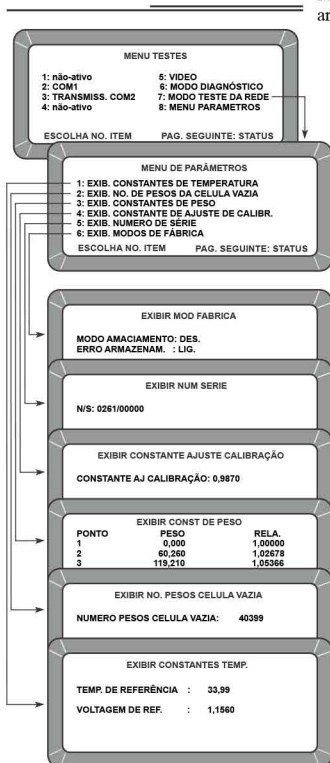 ar
MENU TESTES
1: não-ativo 5: VIDEO
2: COM1 6: MODO DIAGNÓSTICO
3: TRANSMISS. COM2 7: MODO TESTE DA REDE
4: não-ativo 8: MENU PARAMETROS
ESCOLHA NO. ITEM PAG. SEGUINTE: STATUS
MENU DE PARÂMETROS
1: EXIB. CONSTANTES DE TEMPERATURA
2: EXIB. NO. DE PESOS DA CELULA VAZIA
3: EXIB. CONSTANTES DE PESO
4: EXIB. CONSTANTE DE AJUSTE DE CALIBR.
5: EXIB. NUMERO DE SÉRIE
6: EXIB. MODOS DE FÁBRICA
ESCOLHA NO. ITEM PAG. SEGUINTE: STATUS
EXIBIR MOD FABRICA
MODO AMACIAMENTO: DES.
ERRO ARMAZENAM. : LIG.
EXIBIR NUM SERIE
N/S: 0261/00000
EXIBIR CONSTANTE AJUSTE CALIBRAÇÃO
CONSTANTE AJ CALIBRAÇÃO: 0,9870
EXIBIR CONST DE PESO
PONTO PESO RELA.
1 0,000 1,00000
2 60,260 1,02678
3 119,210 1,05366
EXIBIR NO. PESOS CELULA VAZIA
NUMERO PESOS CELULA VAZIA: 40399
EXIBIR CONSTANTES TEMP.
TEMP. DE REFERÊNCIA : 33,99
VOLTAGEM DE REF. : 1,1560